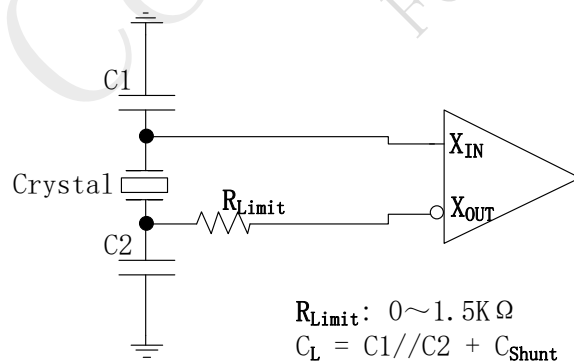 C1
X_IN
Crystal
R_Limit
X_OUT
C2
R_Limit: 0～1.5KΩ
C_L = C1//C2 + C_Shunt